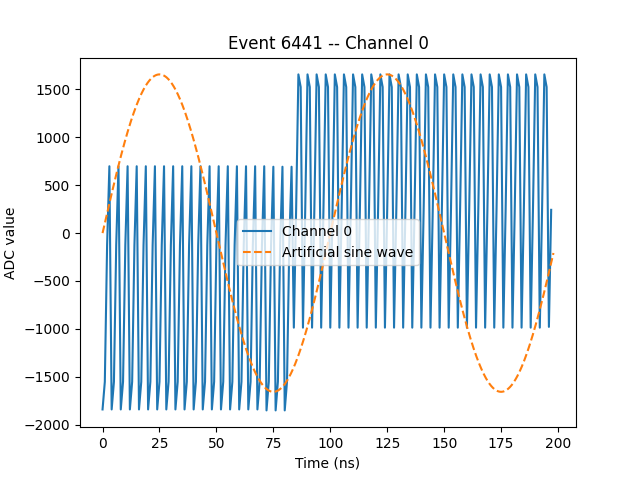 Event 6441 -- Channel 0
ADC value
1500
1000
500
0
−500
−1000
−1500
−2000
Channel 0
Artificial sine wave
0 25 50 75 100 125 150 175 200
Time (ns)